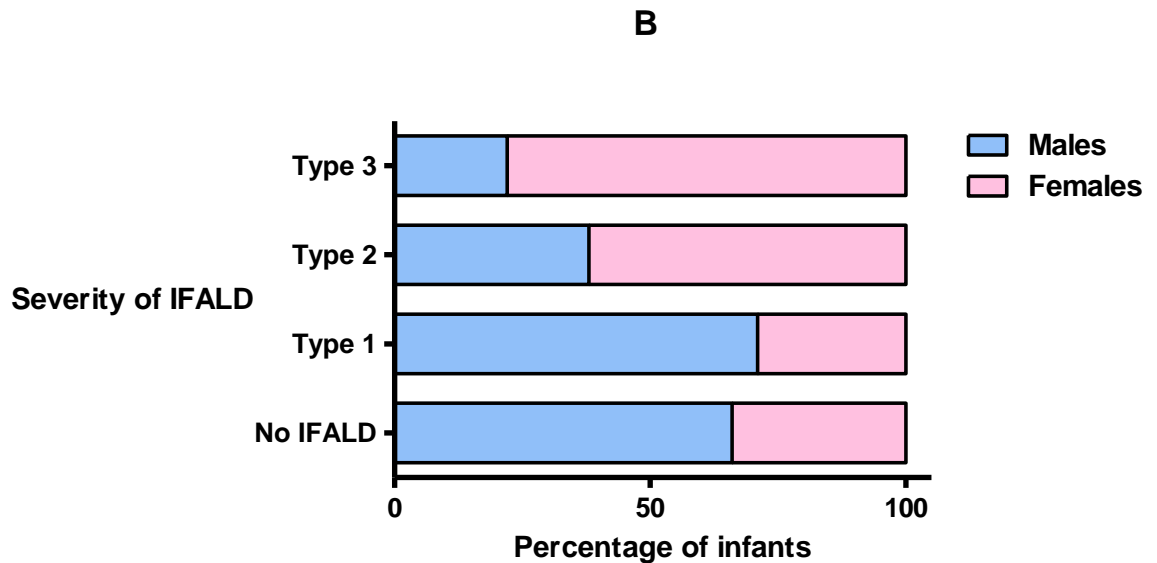 B
Type 3
Type 2
Type 1
No IFALD
Severity of IFALD
0
50
100
Percentage of infants
Males
Females